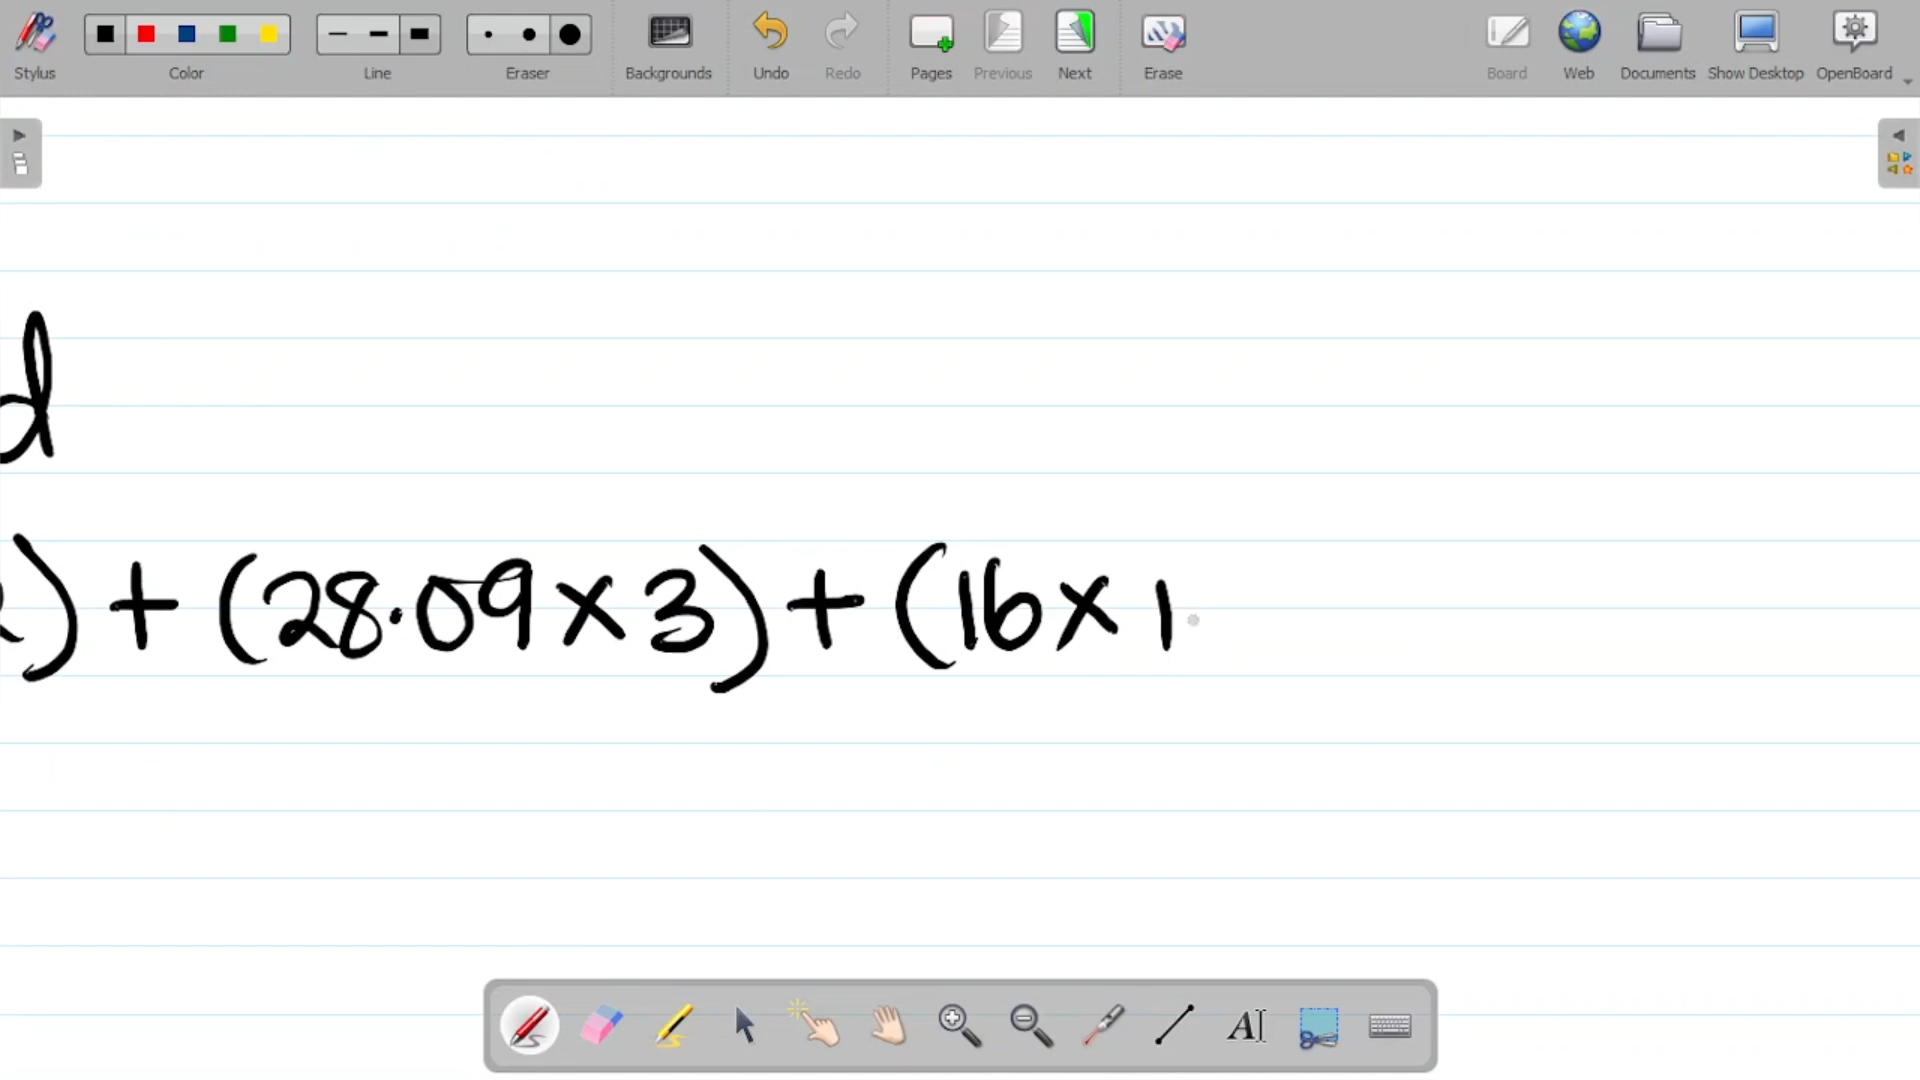 Stylus Color Line Eraser Backgrounds Undo Redo Pages Previous Next Erase Board Web Documents Show Desktop OpenBoard
d
) + (28.09 × 3) + (16 × 1